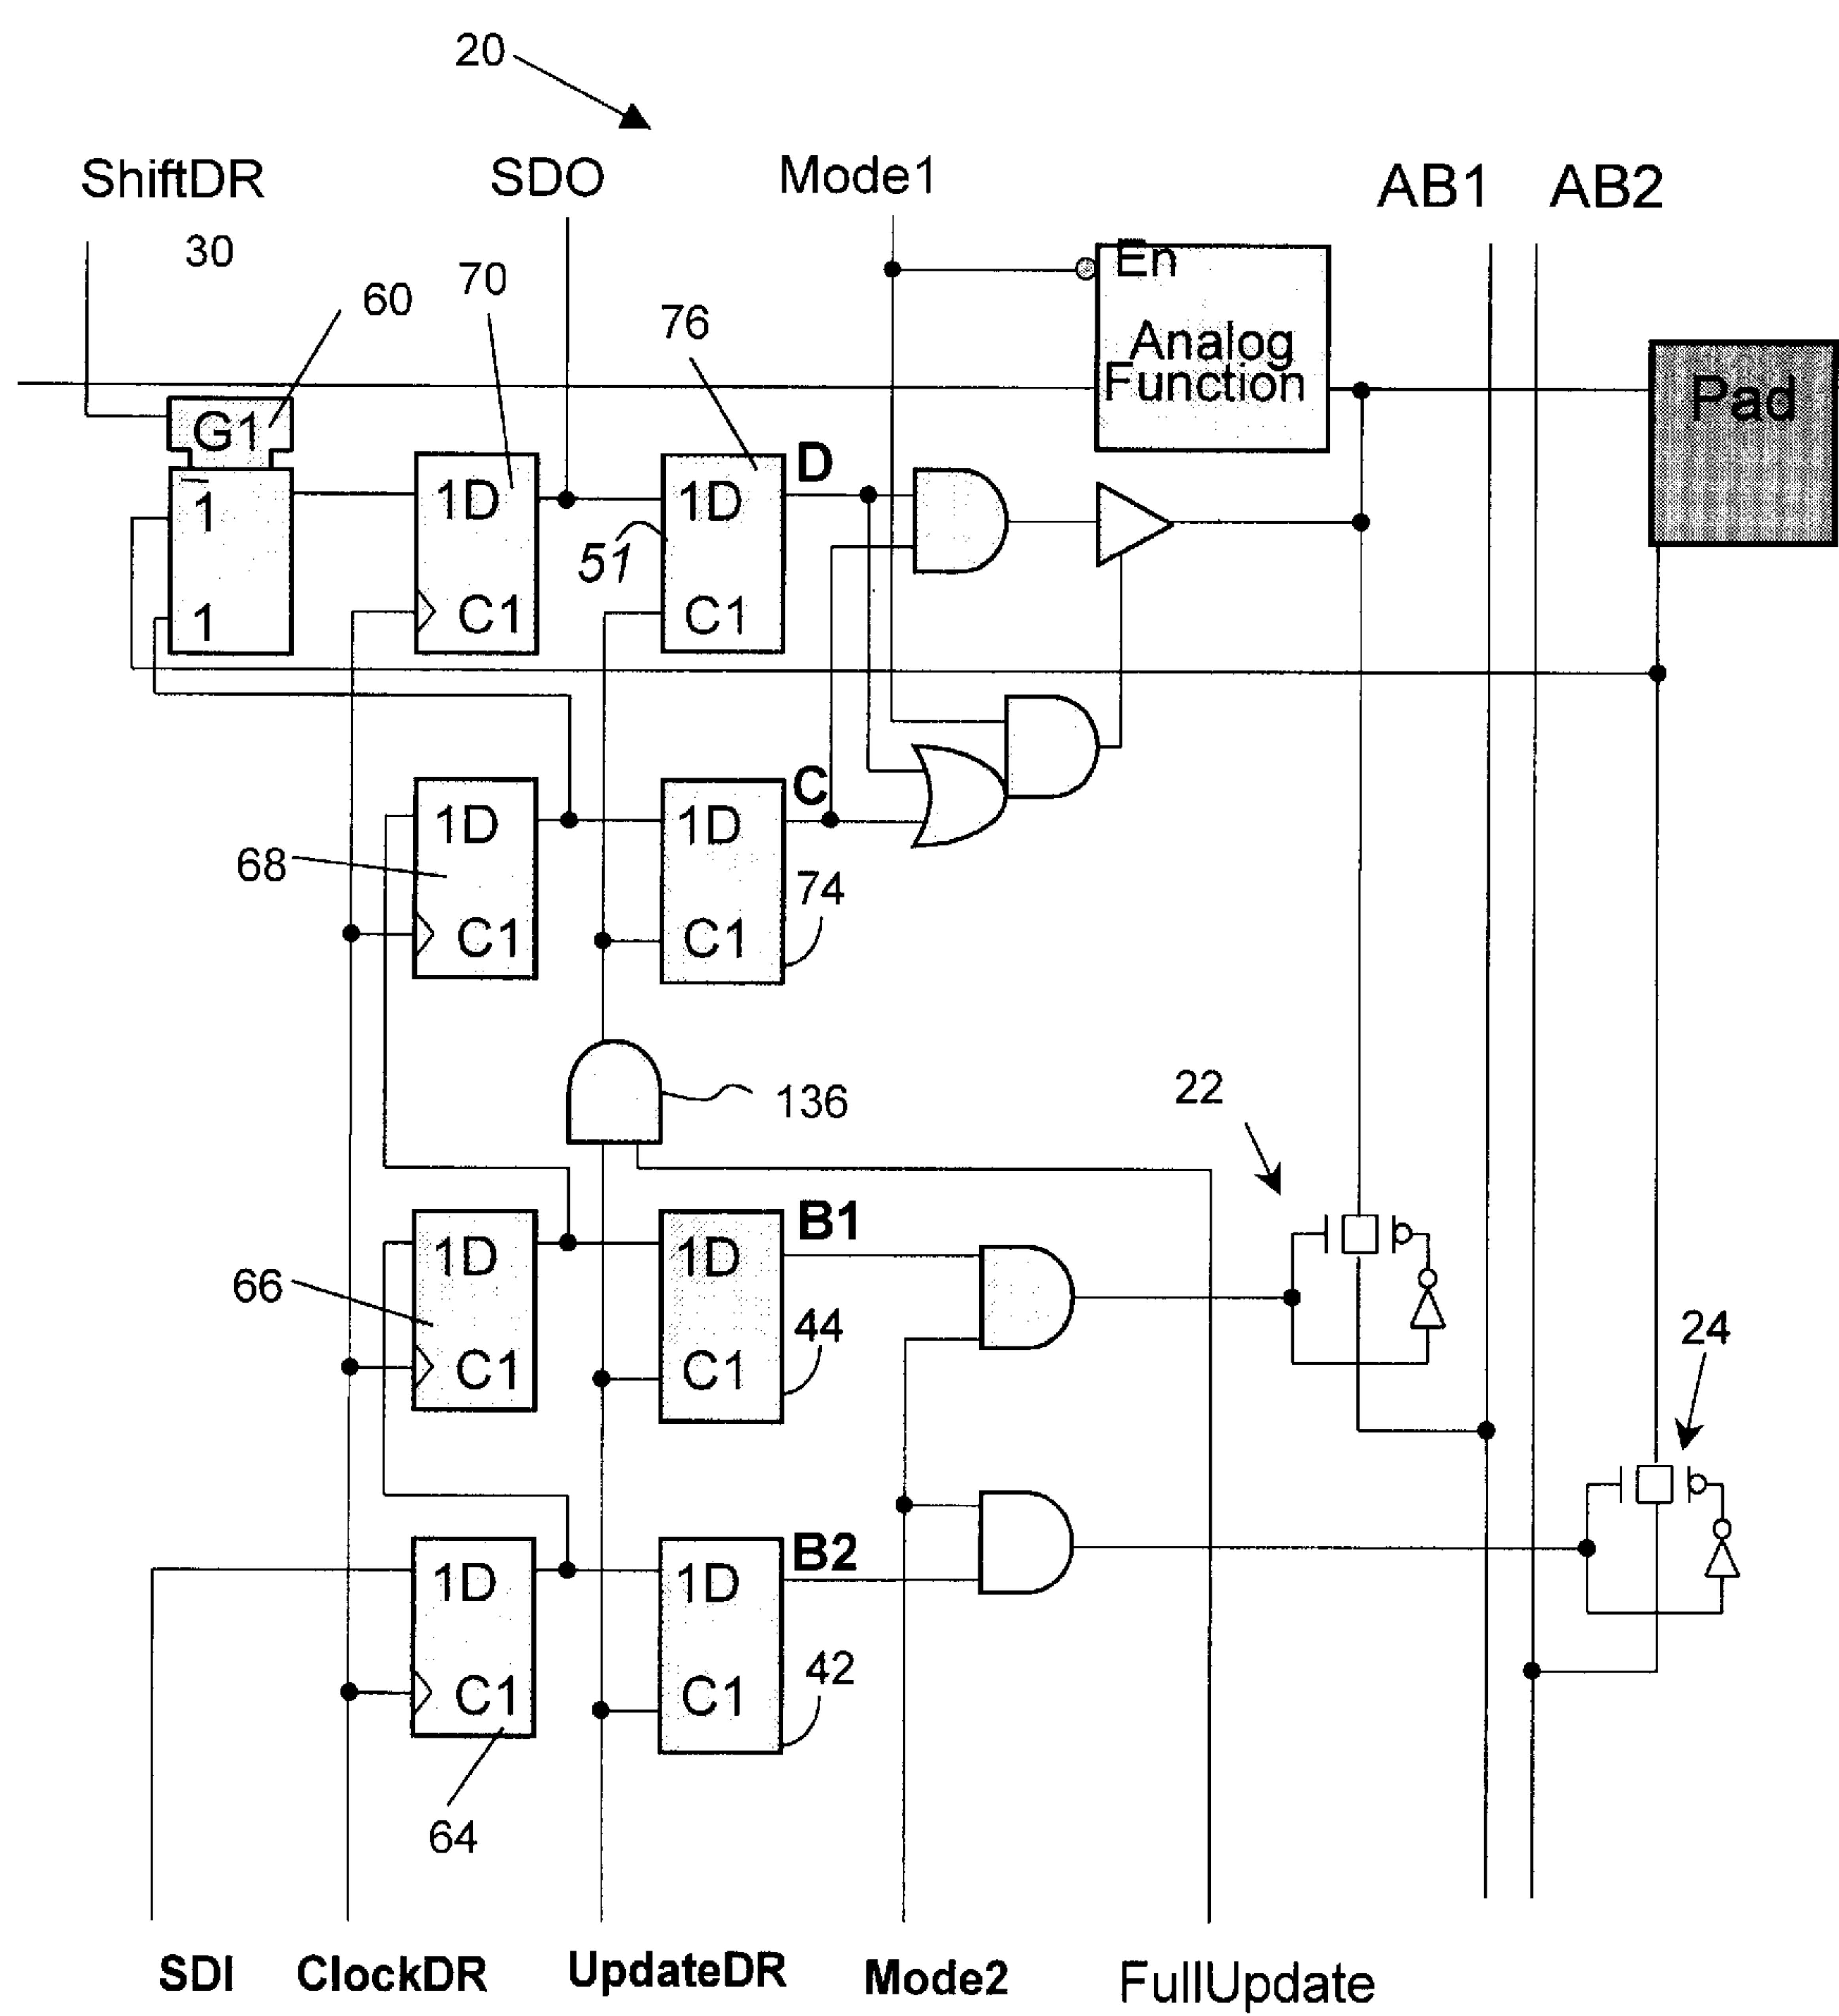 20
ShiftDR
SDO
Mode1
AB1
AB2
30
70
60
76
En
Analog
Function
Pad
G1
1
1
1D
C1
1D
C1
D
51
1D
C1
1D
C1
C
68
74
136
22
1D
C1
1D
C1
B1
66
44
24
1D
C1
1D
C1
B2
42
64
SDI
ClockDR
UpdateDR
Mode2
FullUpdate